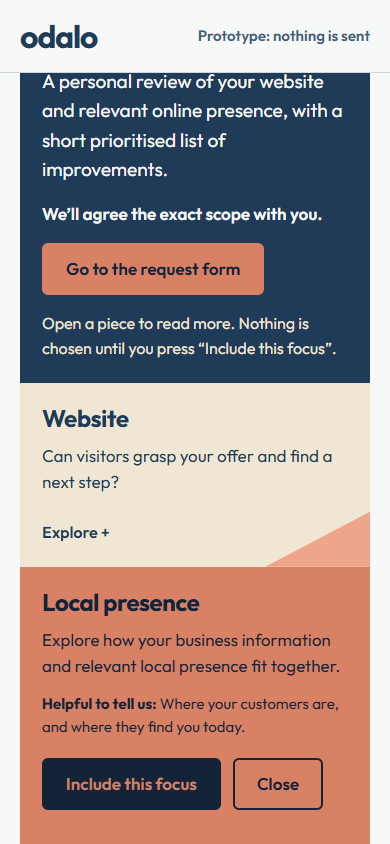 odalo
Prototype: nothing is sent
A personal review of your website
and relevant online presence, with a
short prioritised list of
improvements.
We’ll agree the exact scope with you.
Go to the request form
Open a piece to read more. Nothing is
chosen until you press “Include this focus”.
Website
Can visitors grasp your offer and find a
next step?
Explore +
Local presence
Explore how your business information
and relevant local presence fit together.
Helpful to tell us: Where your customers are,
and where they find you today.
Include this focus
Close